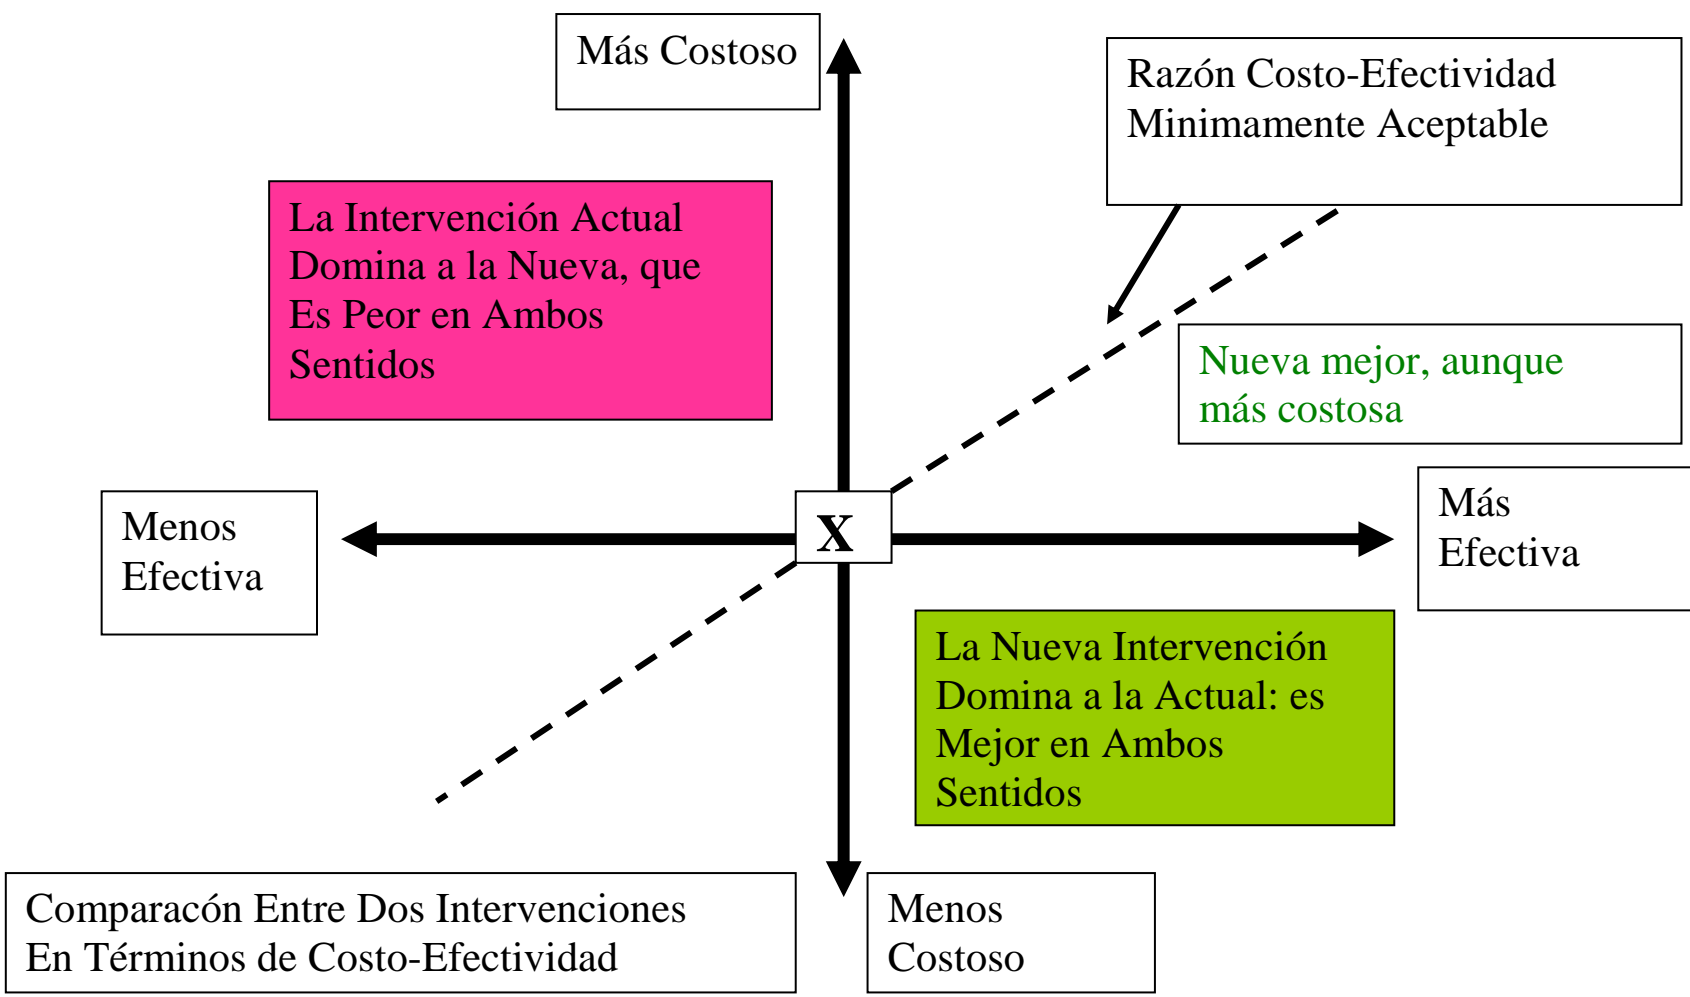 Más Costoso
Razón Costo-Efectividad
Minimamente Aceptable
La Intervención Actual
Domina a la Nueva, que
Es Peor en Ambos
Sentidos
Nueva mejor, aunque
más costosa
Menos
Efectiva
X
Más
Efectiva
La Nueva Intervención
Domina a la Actual: es
Mejor en Ambos
Sentidos
Comparacón Entre Dos Intervenciones
En Términos de Costo-Efectividad
Menos
Costoso